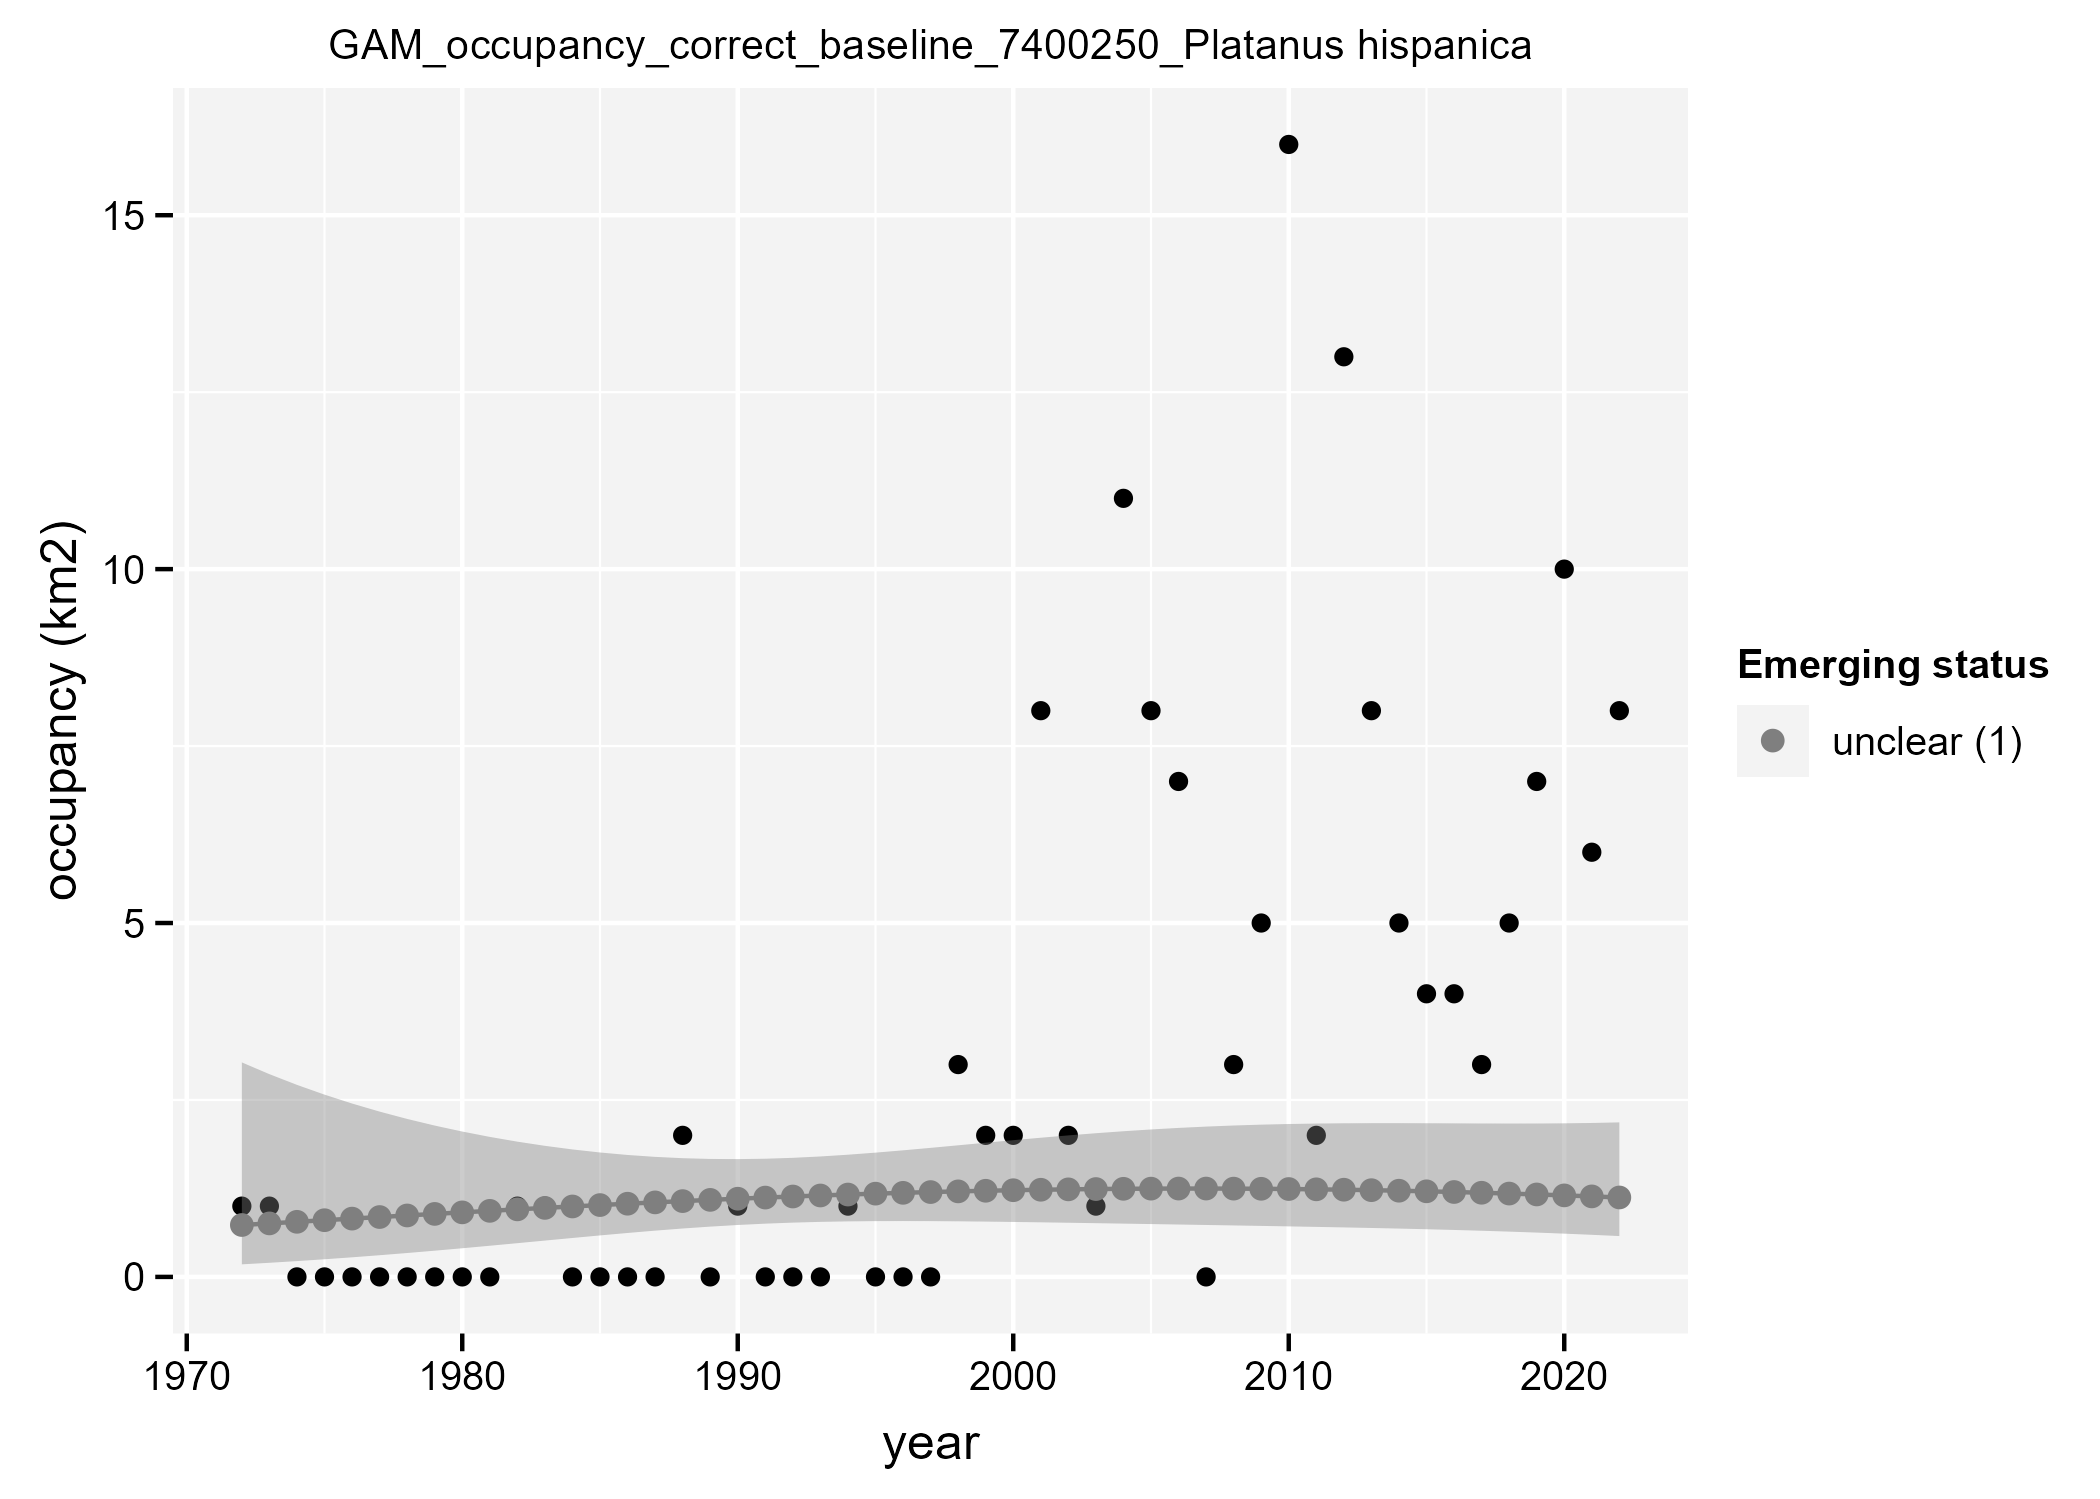 GAM_occupancy_correct_baseline_7400250_Platanus hispanica
15
10
5
0
occupancy (km2)
1970 1980 1990 2000 2010 2020
year
Emerging status
unclear (1)